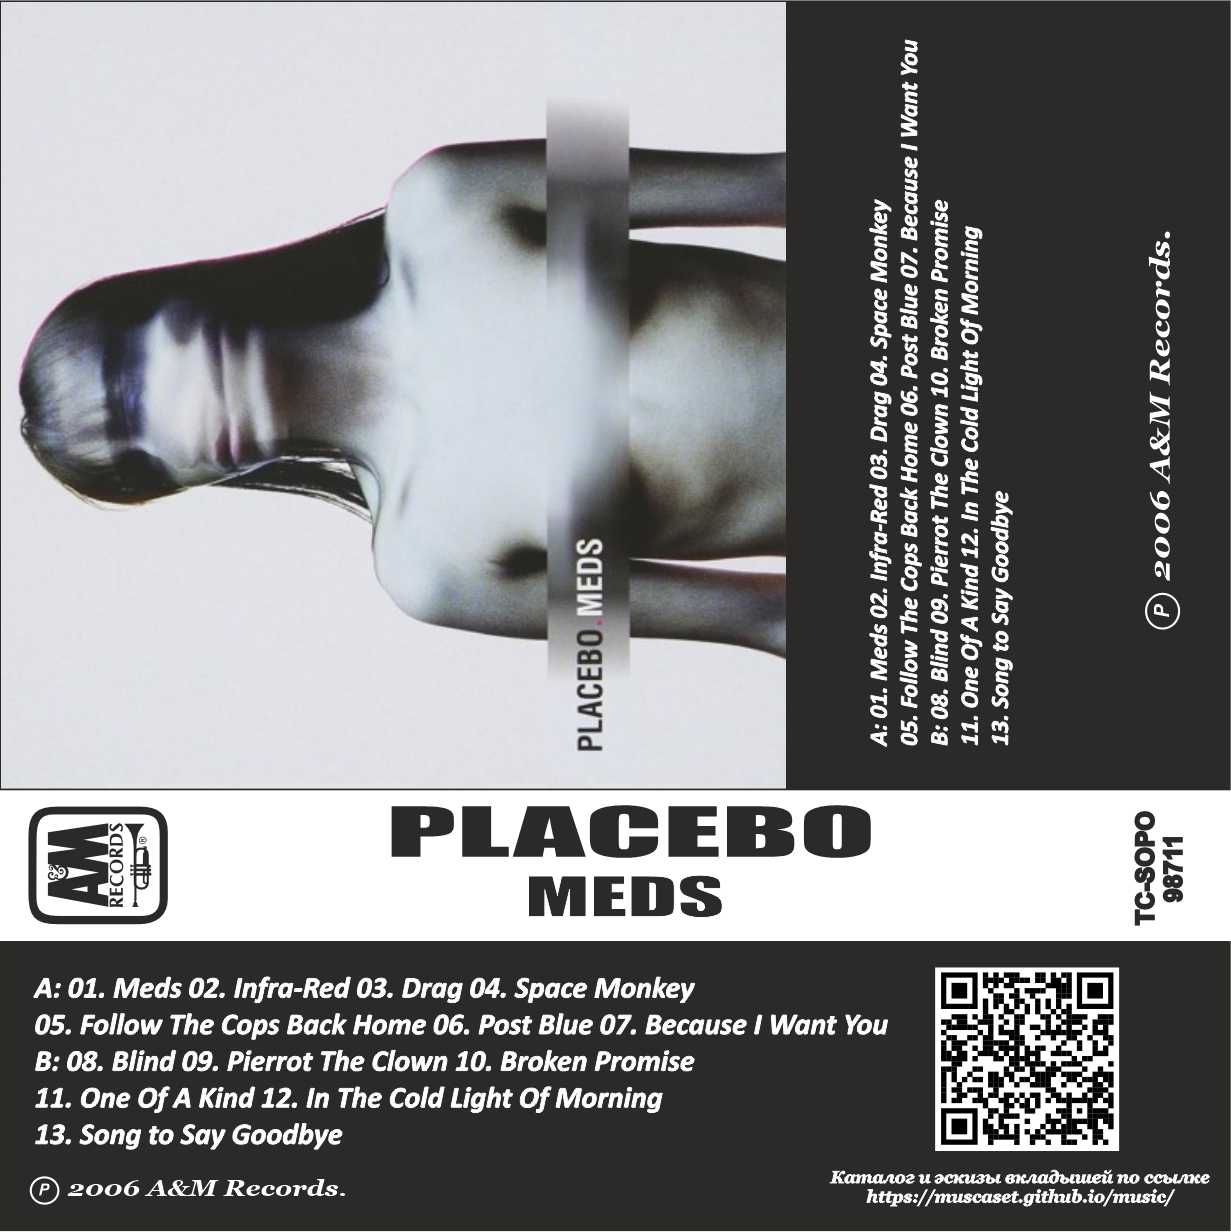 PLACEBO.MEDS
A: 01. Meds 02. Infra-Red 03. Drag 04. Space Monkey
05. Follow The Cops Back Home 06. Post Blue 07. Because I Want You
B: 08. Blind 09. Pierrot The Clown 10. Broken Promise
11. One Of A Kind 12. In The Cold Light Of Morning
13. Song to Say Goodbye
Ⓟ 2006 A&M Records.
A&M
RECORDS
®
PLACEBO
MEDS
TC-SOPO
98711
A: 01. Meds 02. Infra-Red 03. Drag 04. Space Monkey
05. Follow The Cops Back Home 06. Post Blue 07. Because I Want You
B: 08. Blind 09. Pierrot The Clown 10. Broken Promise
11. One Of A Kind 12. In The Cold Light Of Morning
13. Song to Say Goodbye
Ⓟ 2006 A&M Records.
Каталог и эскизы вкладышей по ссылке
https://muscaset.github.io/music/